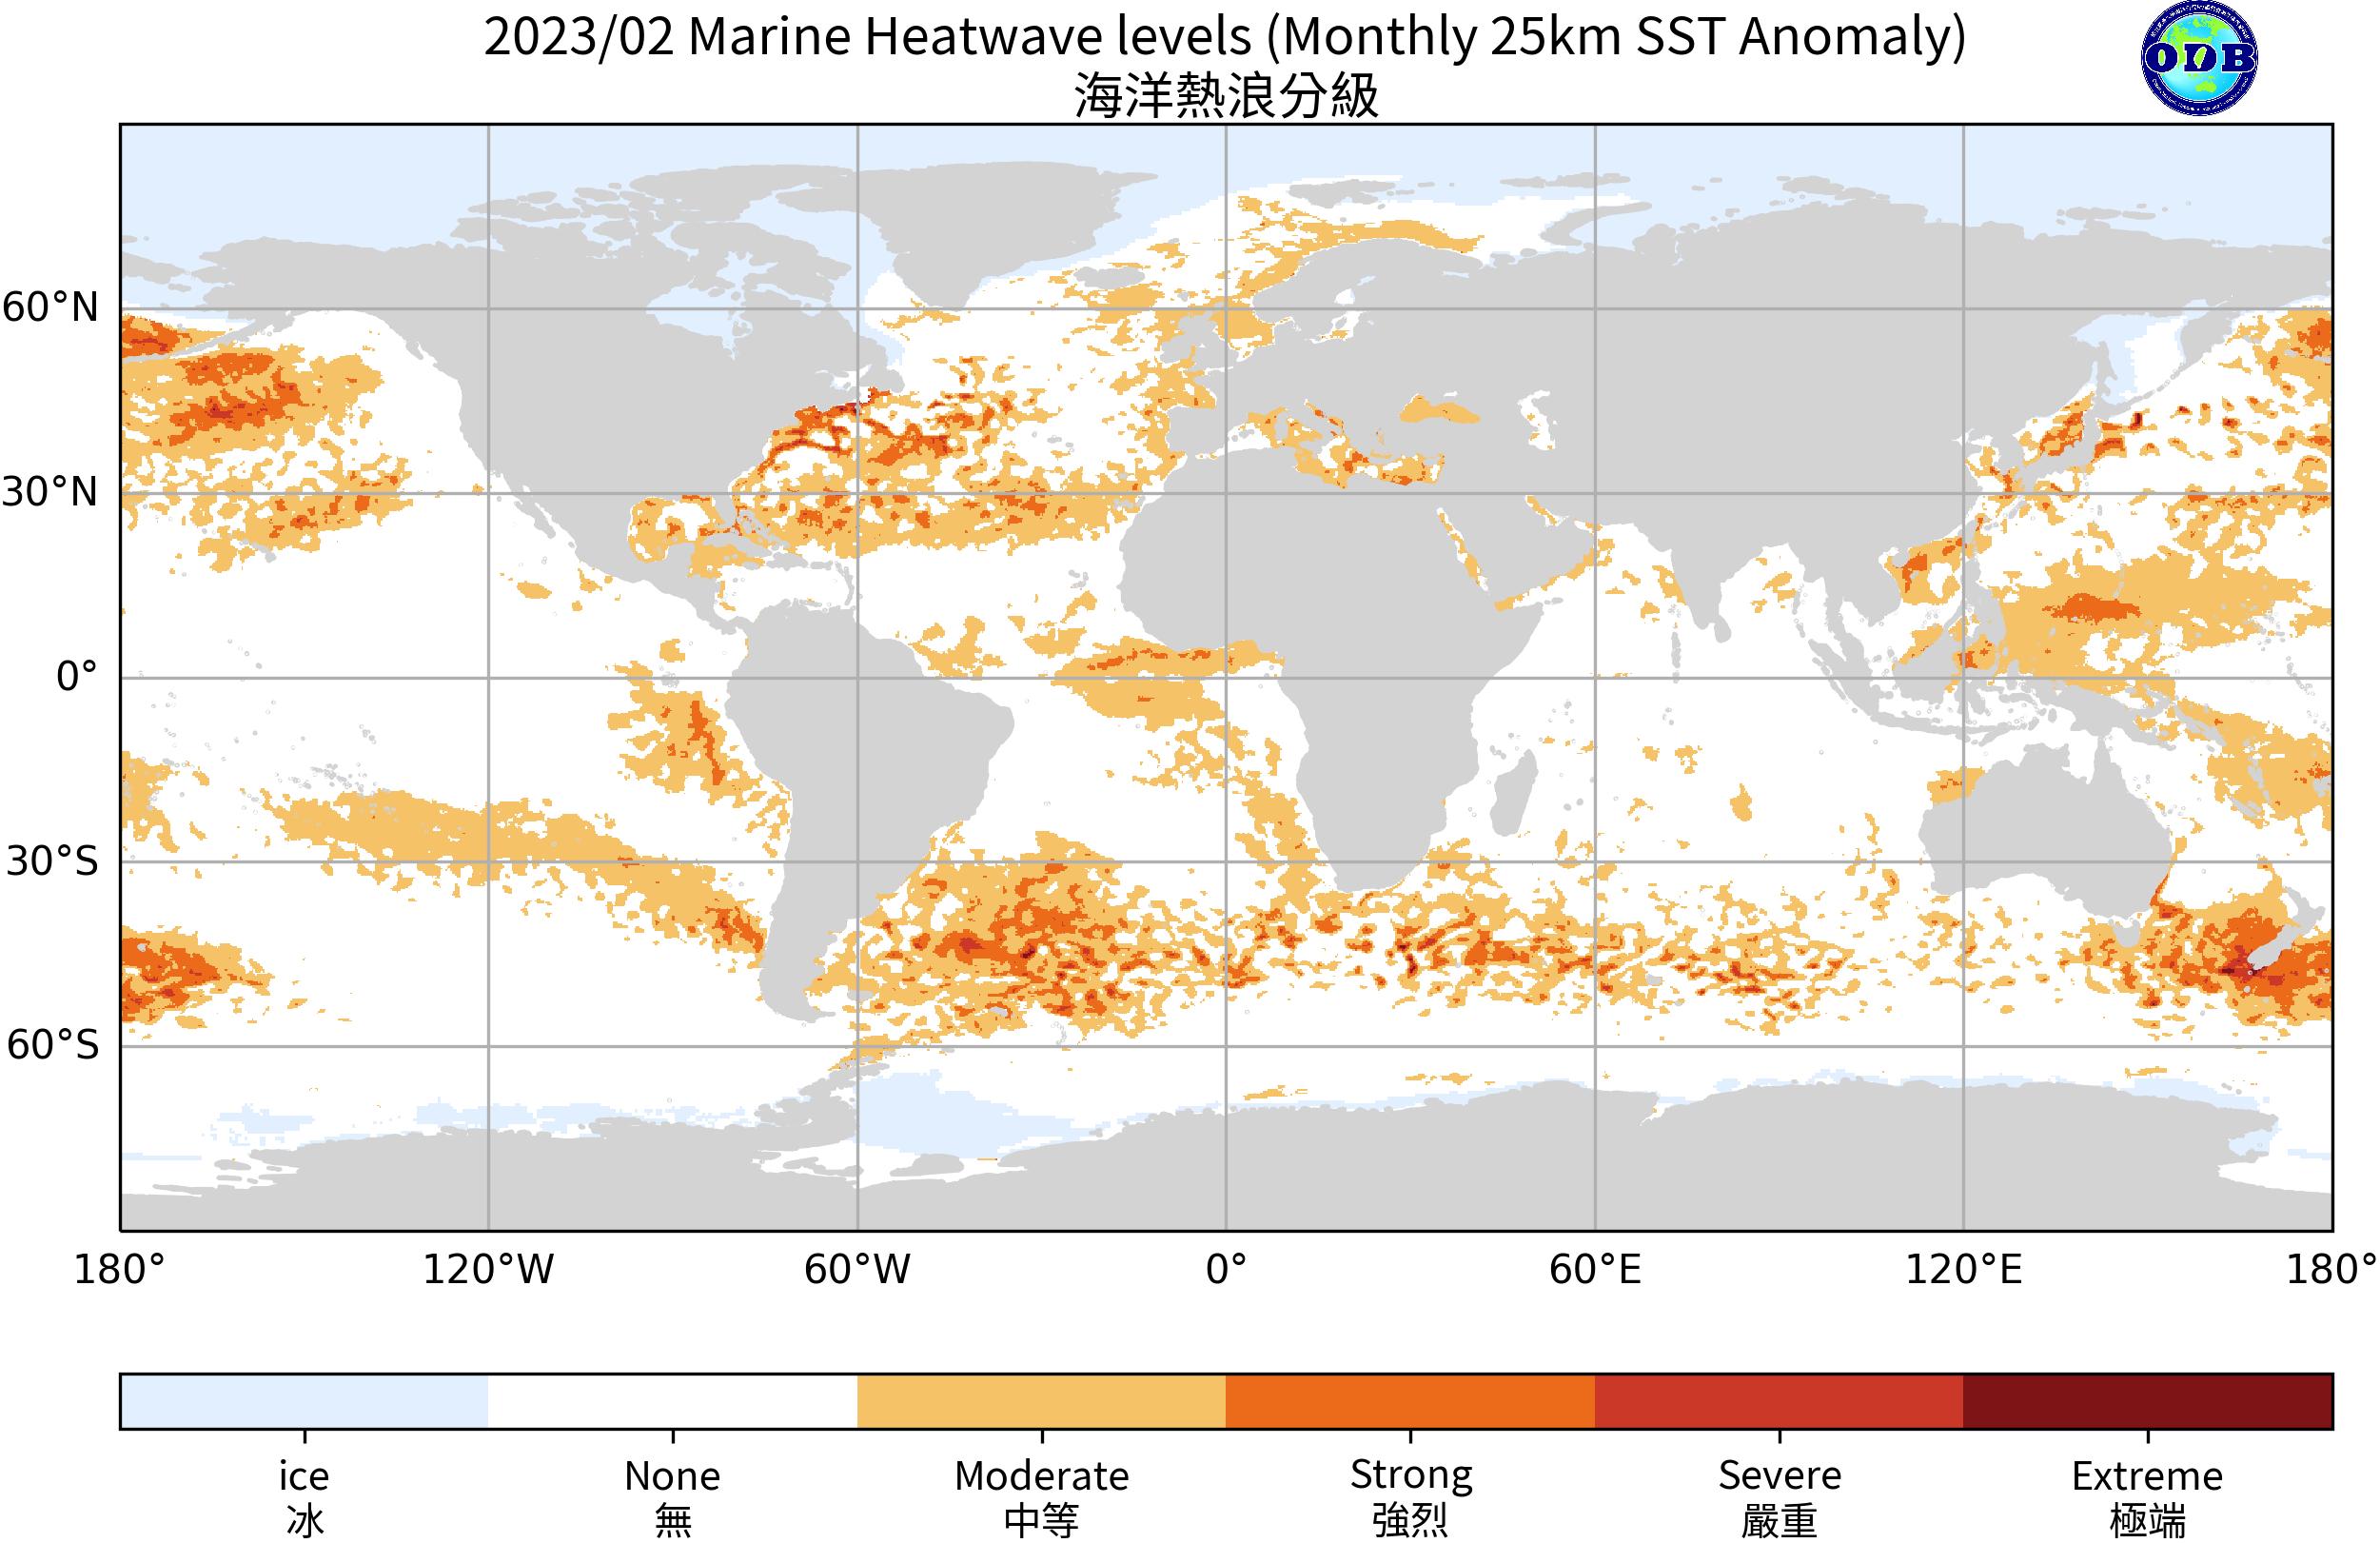 2023/02 Marine Heatwave levels (Monthly 25km SST Anomaly)
海洋熱浪分級
ODB
60°N
30°N
0°
30°S
60°S
180° 120°W 60°W 0° 60°E 120°E 180°
ice None Moderate Strong Severe Extreme
冰 無 中等 強烈 嚴重 極端